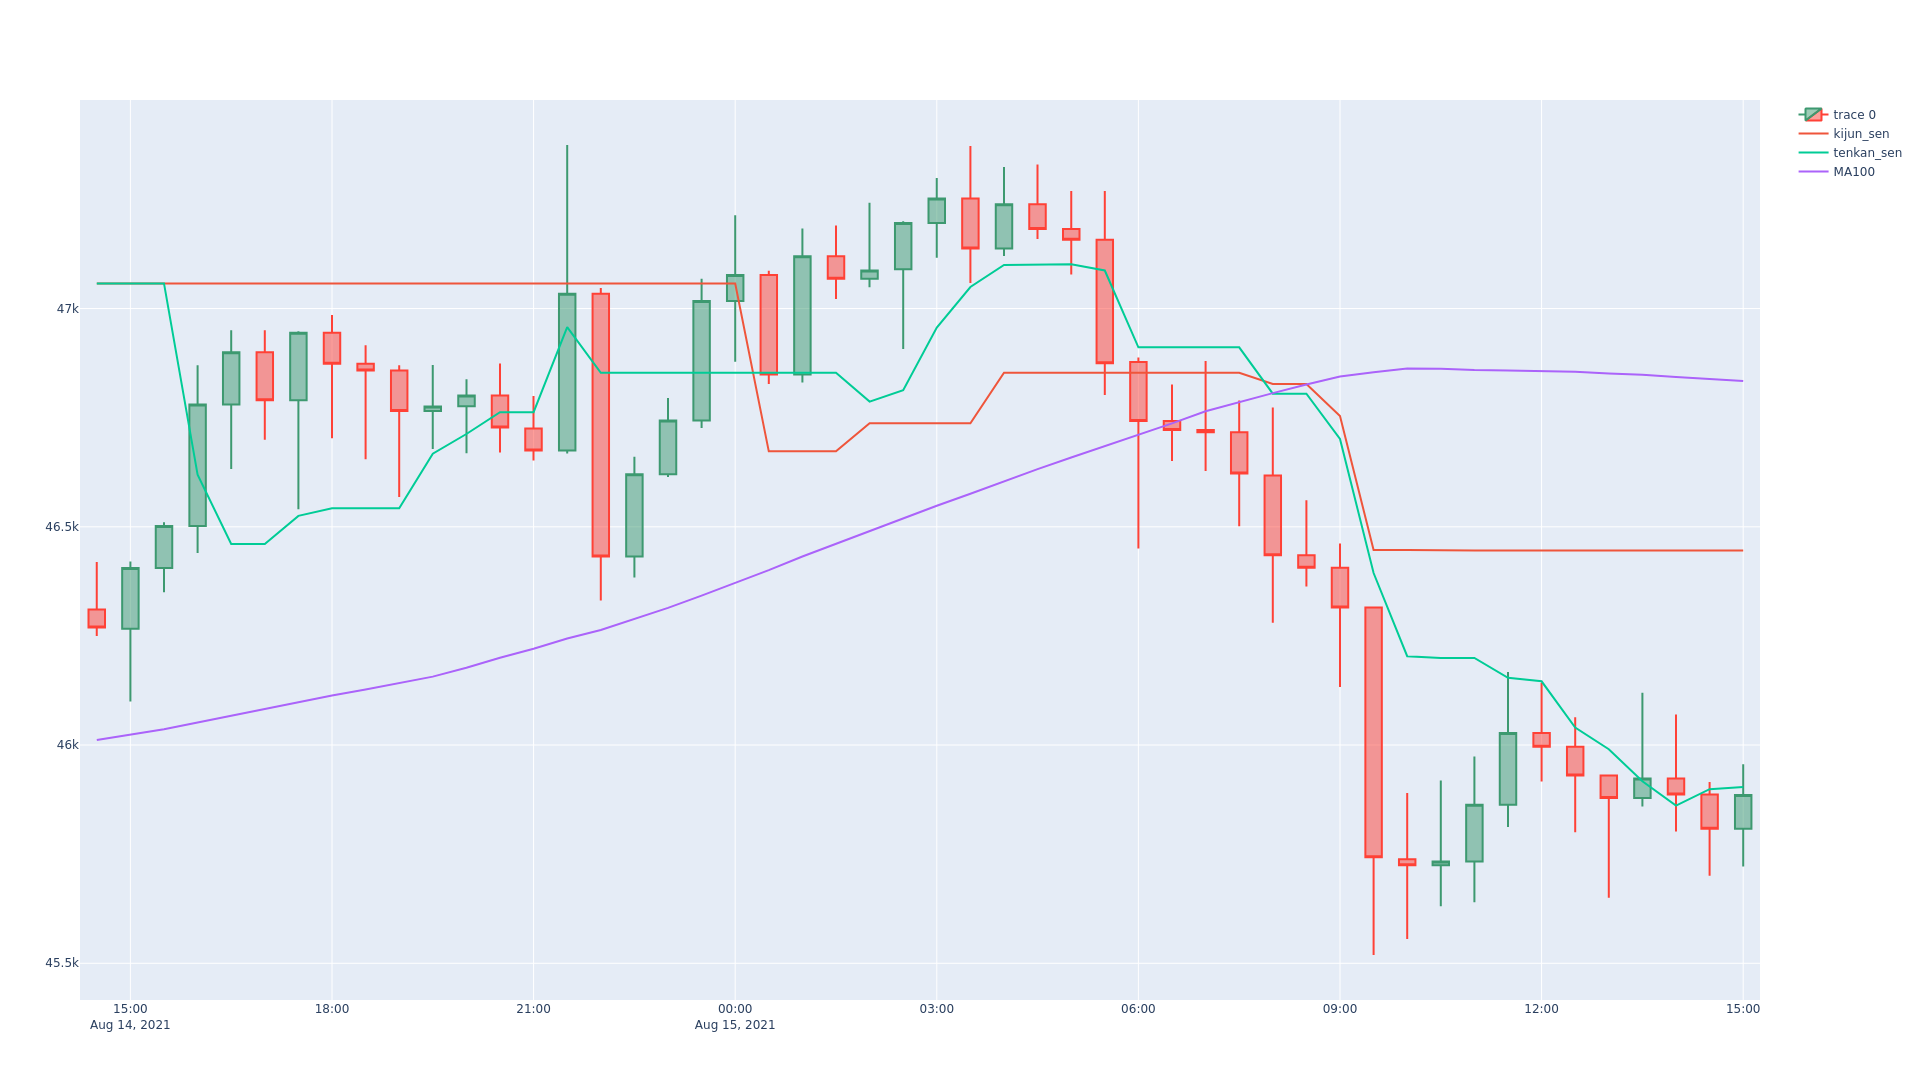 trace 0
kijun_sen
tenkan_sen
MA100
47k
46.5k
46k
45.5k
15:00 18:00 21:00 00:00 03:00 06:00 09:00 12:00 15:00
Aug 14, 2021 Aug 15, 2021